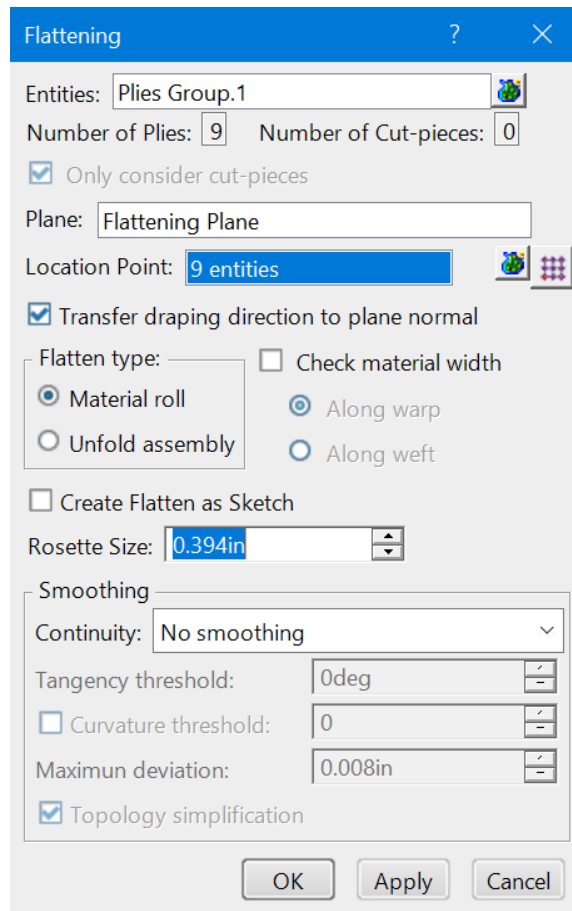 Flattening ?
Entities: Plies Group.1
Number of Plies: 9 Number of Cut-pieces: 0
Only consider cut-pieces
Plane: Flattening Plane
Location Point: 9 entities
Transfer draping direction to plane normal
Flatten type: Check material width
Material roll Along warp
Unfold assembly Along weft
Create Flatten as Sketch
Rosette Size: 0.394in
Smoothing
Continuity: No smoothing
Tangency threshold: 0deg
Curvature threshold: 0
Maximun deviation: 0.008in
Topology simplification
OK Apply Cancel